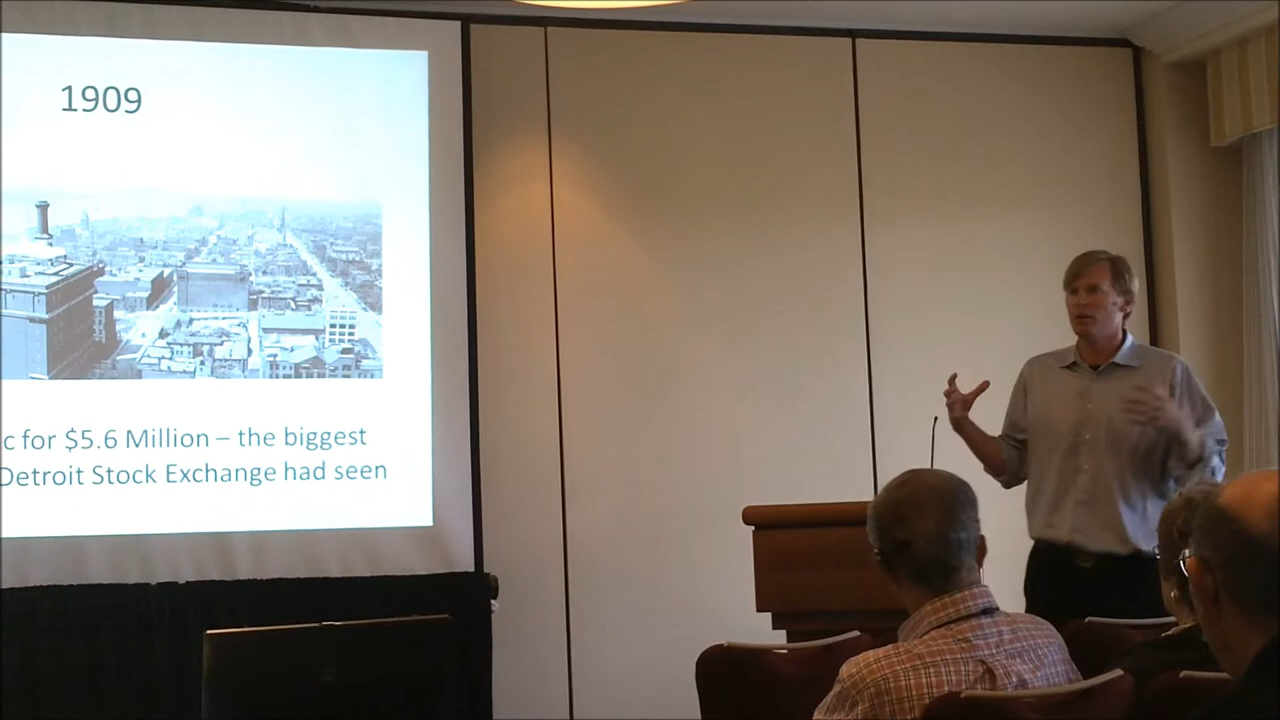 1909
c for $5.6 Million – the biggest
Detroit Stock Exchange had seen